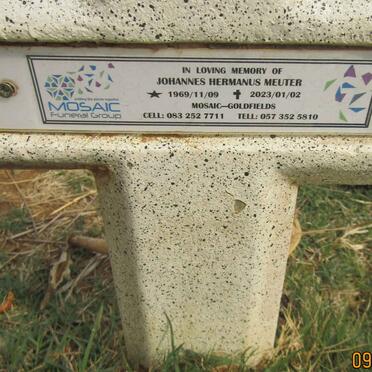 IN LOVING MEMORY OF
JOHANNES HERMANUS MEUTER
★ 1969/11/09 ✝ 2023/01/02
MOSAIC—GOLDFIELDS
CELL: 083 252 7711 TELL: 057 352 5810
MOSAIC
Funeral Group
09